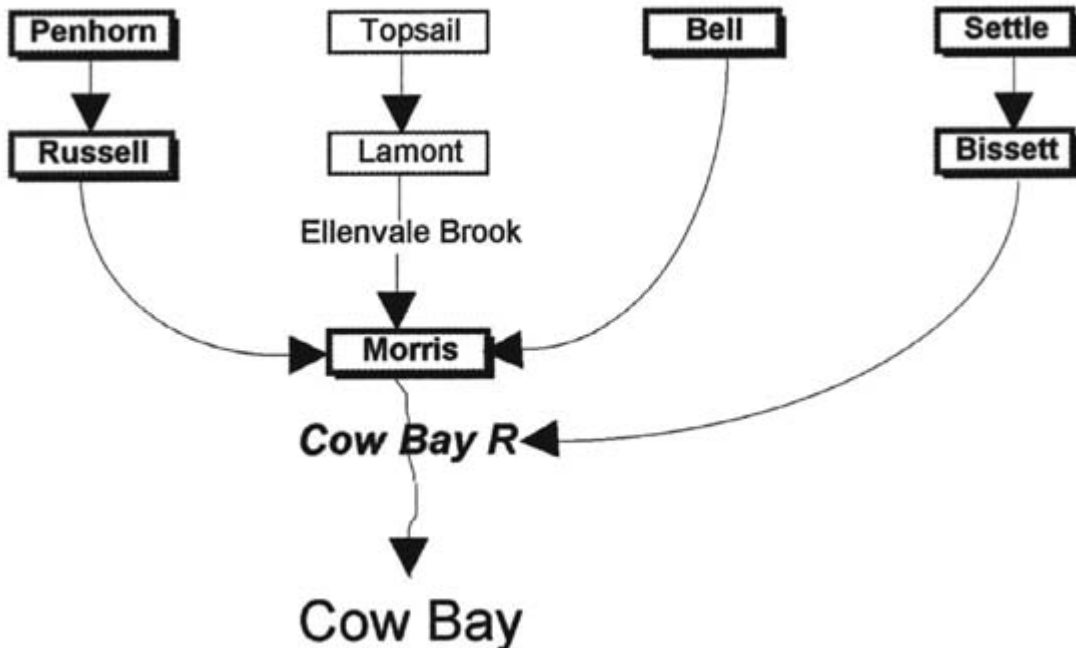 Penhorn
Topsail
Bell
Settle
Russell
Lamont
Bissett
Ellenvale Brook
Morris
Cow Bay R
Cow Bay